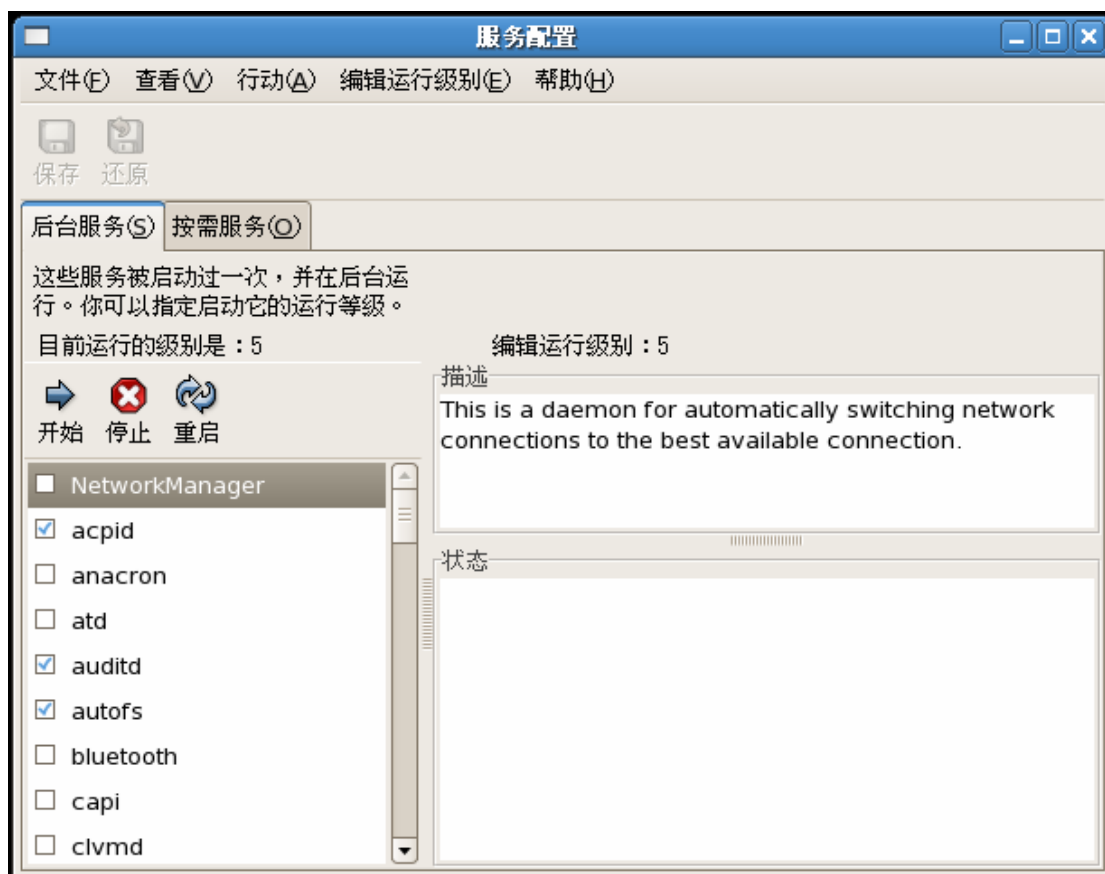 服务配置
文件(F) 查看(V) 行动(A) 编辑运行级别(E) 帮助(H)
保存 还原
后台服务(S) 按需服务(O)
这些服务被启动过一次，并在后台运
行。你可以指定启动它的运行等级。
目前运行的级别是：5 编辑运行级别：5
开始 停止 重启
描述
This is a daemon for automatically switching network
connections to the best available connection.
NetworkManager
acpid
anacron
atd
auditd
autofs
bluetooth
capi
clvmd
状态